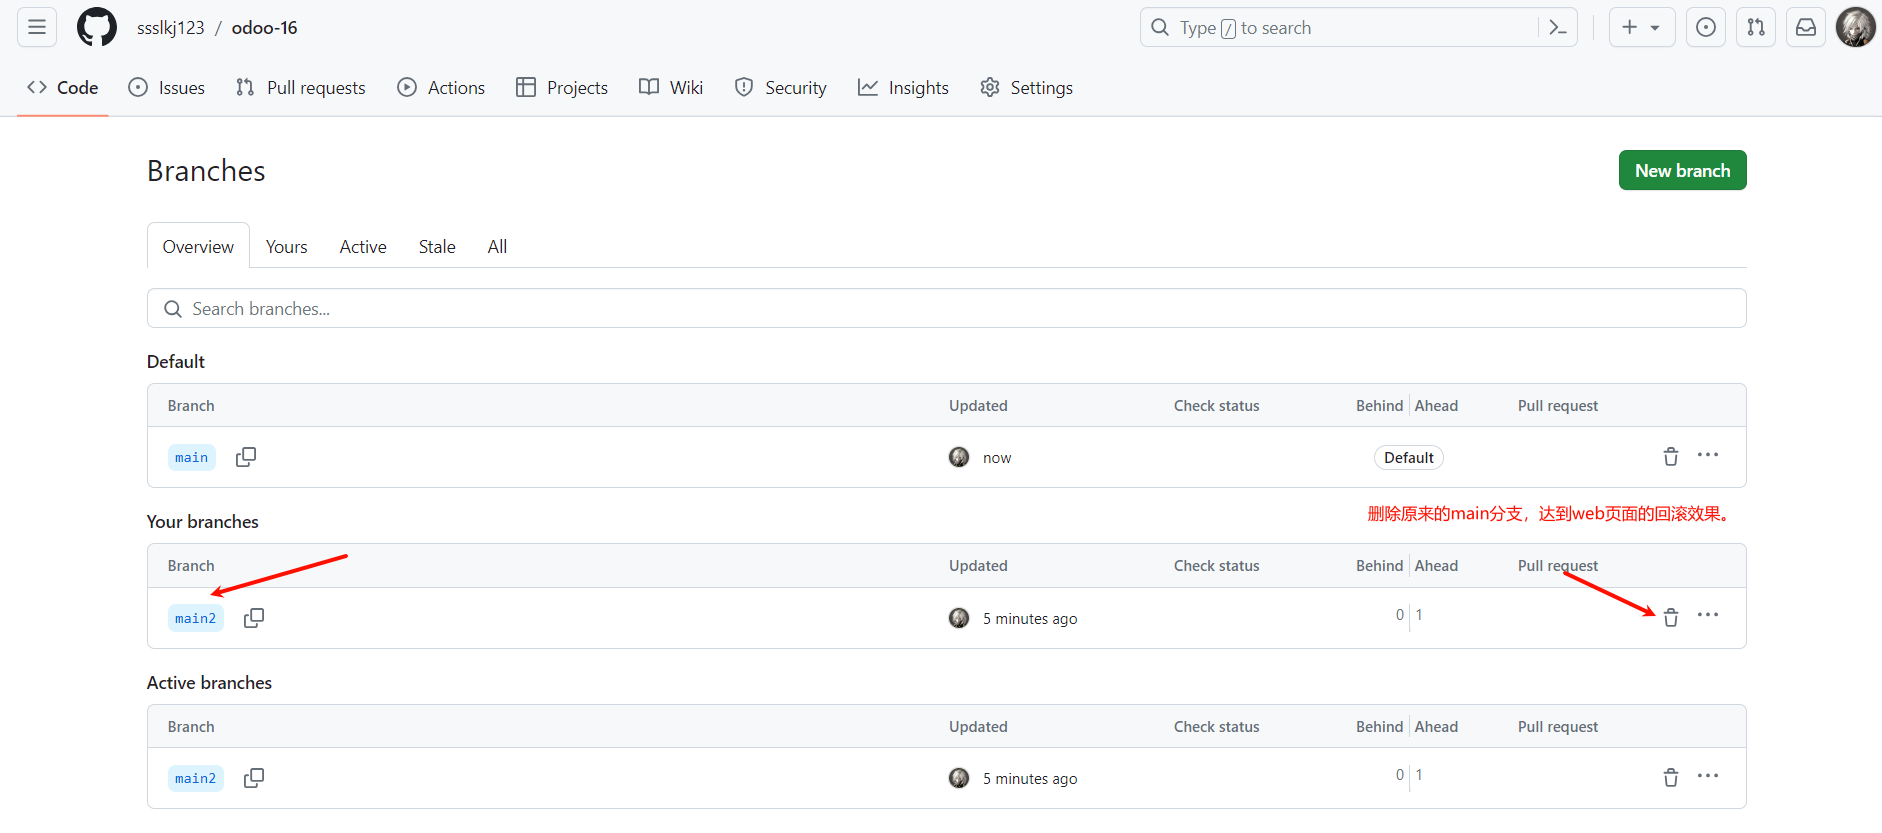 ssslkj123 / odoo-16
Type / to search
Code Issues Pull requests Actions Projects Wiki Security Insights Settings
Branches
New branch
Overview Yours Active Stale All
Search branches...
Default
Branch Updated Check status Behind Ahead Pull request
main now Default
Your branches
删除原来的main分支，达到web页面的回滚效果。
Branch Updated Check status Behind Ahead Pull request
main2 5 minutes ago 0 1
Active branches
Branch Updated Check status Behind Ahead Pull request
main2 5 minutes ago 0 1